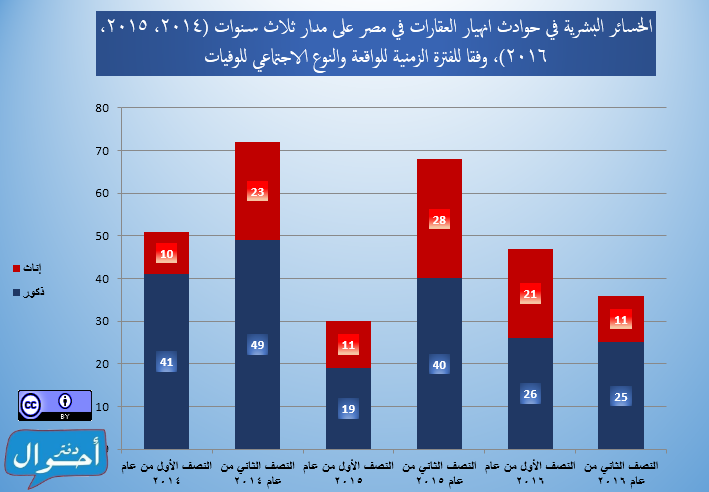 الخسائر البشرية في حوادث انهيار العقارات في مصر على مدار ثلاث سنوات (٢٠١٤، ٢٠١٥،
٢٠١٦)، وفقا للفترة الزمنية للواقعة والنوع الاجتماعي للوفيات
80
70
60
50
40
30
20
10
إناث
ذكور
10
41
23
49
11
19
28
40
21
26
11
25
النصف الأول من عام
٢٠١٤
النصف الثاني من
عام ٢٠١٤
النصف الأول من عام
٢٠١٥
النصف الثاني من
عام ٢٠١٥
النصف الأول من عام
٢٠١٦
النصف الثاني من
عام ٢٠١٦
cc
BY
دفتر
أحوال